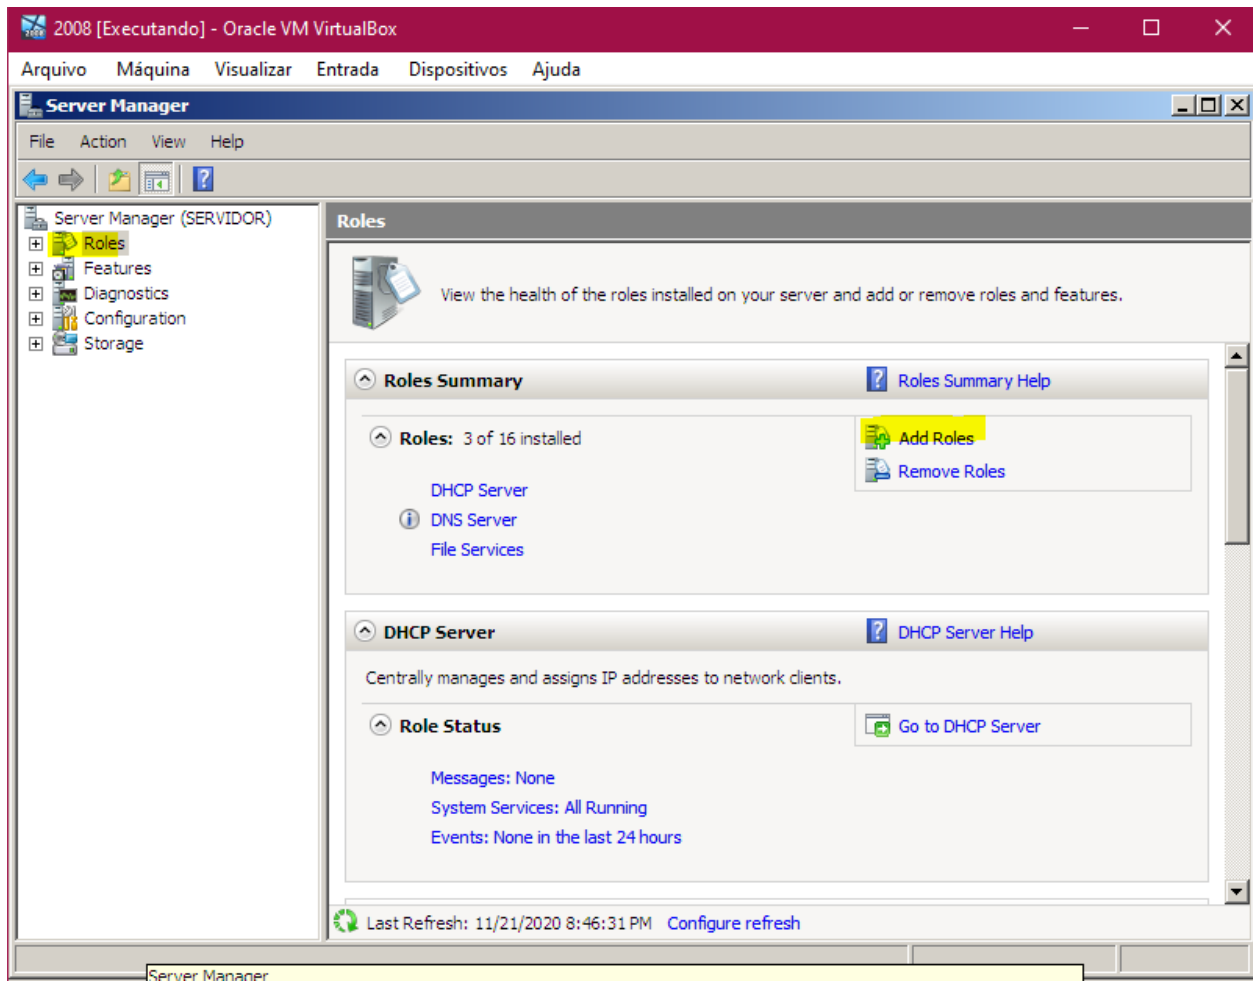 2008 [Executando] - Oracle VM VirtualBox
Arquivo Máquina Visualizar Entrada Dispositivos Ajuda
Server Manager
File Action View Help
Server Manager (SERVIDOR)
Roles
Features
Diagnostics
Configuration
Storage
Roles
View the health of the roles installed on your server and add or remove roles and features.
Roles Summary
Roles Summary Help
Roles: 3 of 16 installed
Add Roles
Remove Roles
DHCP Server
DNS Server
File Services
DHCP Server
DHCP Server Help
Centrally manages and assigns IP addresses to network clients.
Role Status
Go to DHCP Server
Messages: None
System Services: All Running
Events: None in the last 24 hours
Last Refresh: 11/21/2020 8:46:31 PM Configure refresh
Server Manager